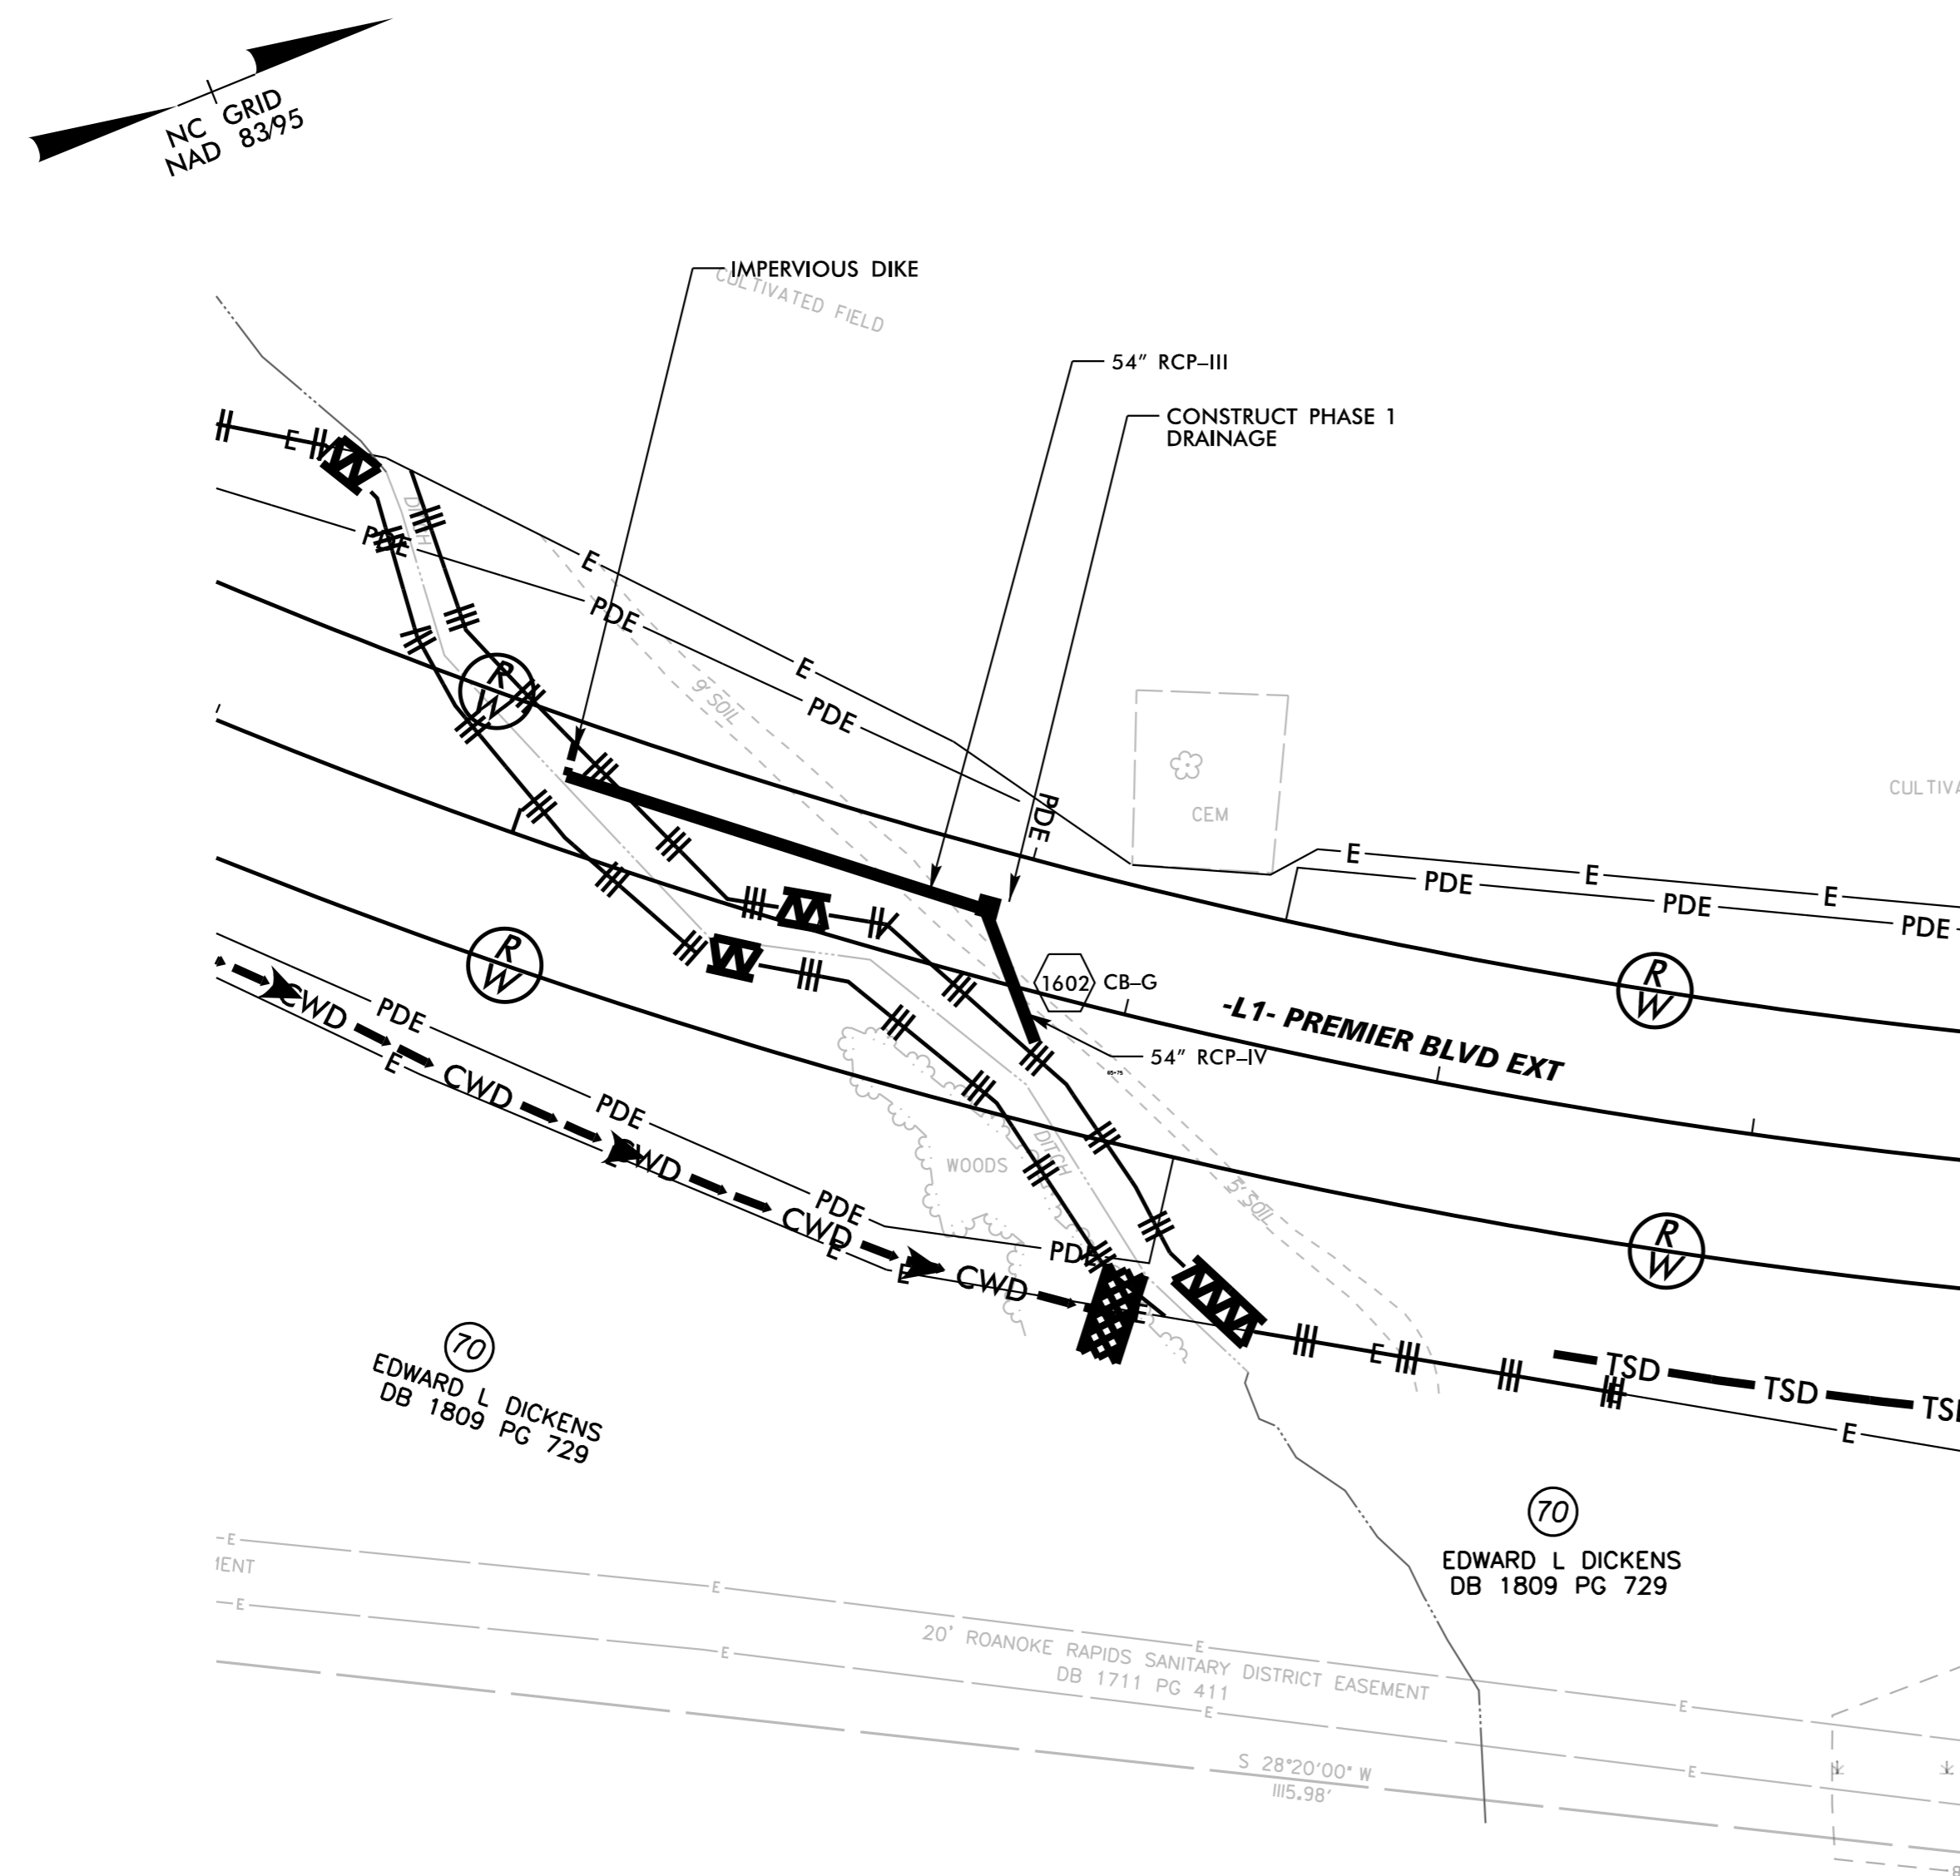 NC GRID
NAD 83/95
IMPERVIOUS DIKE
CULTIVATED FIELD
54" RCP-III
CONSTRUCT PHASE 1
DRAINAGE
E
DITCH
PDE
E
PDE
R
W
9' SOIL
E
PDE
PDE
CEM
CULTIVA
E
E
E
PDE
PDE
PDE
R
W
R
W
1602
CB-G
-L1- PREMIER BLVD EXT
54" RCP-IV
65+75
CWD
PDE
E
CWD
PDE
E
CWD
WOODS
DITCH
5' SOIL
PDE
CWD
E
E
CWD
PDE
E
R
W
E
TSD
TSD
TSD
E
E
70
EDWARD L DICKENS
DB 1809 PG 729
70
EDWARD L DICKENS
DB 1809 PG 729
E
MENT
E
E
E
E
E
20' ROANOKE RAPIDS SANITARY DISTRICT EASEMENT
DB 1711 PG 411
E
E
S 28°20'00" W
1115.98'